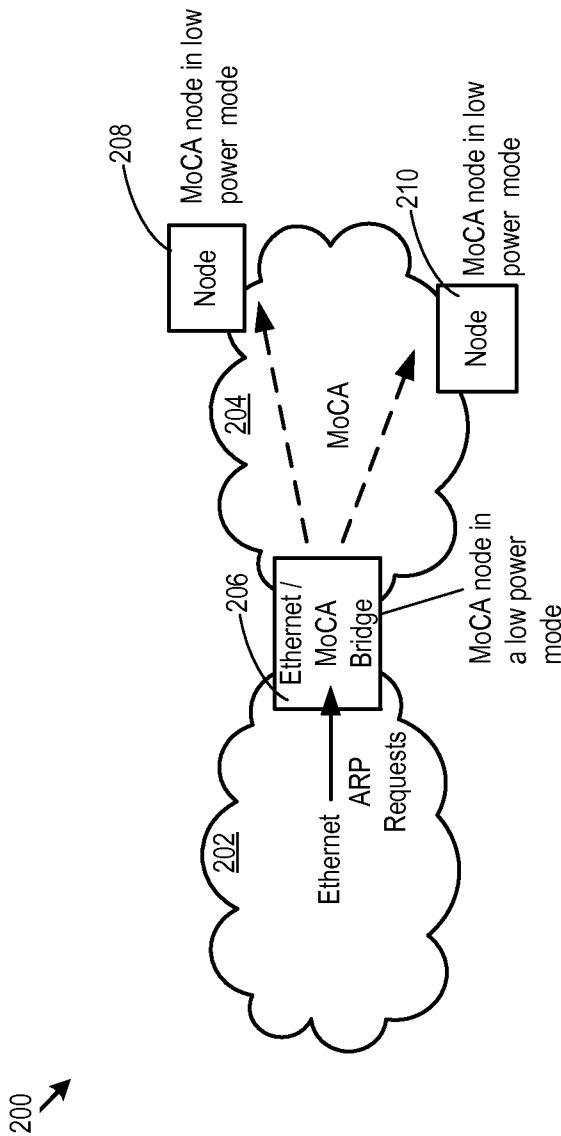 200
202
Ethernet
ARP
Requests
206
Ethernet /
MoCA
Bridge
MoCA node in
a low power
mode
204
MoCA
Node
208
MoCA node in low
power mode
Node
210
MoCA node in low
power mode